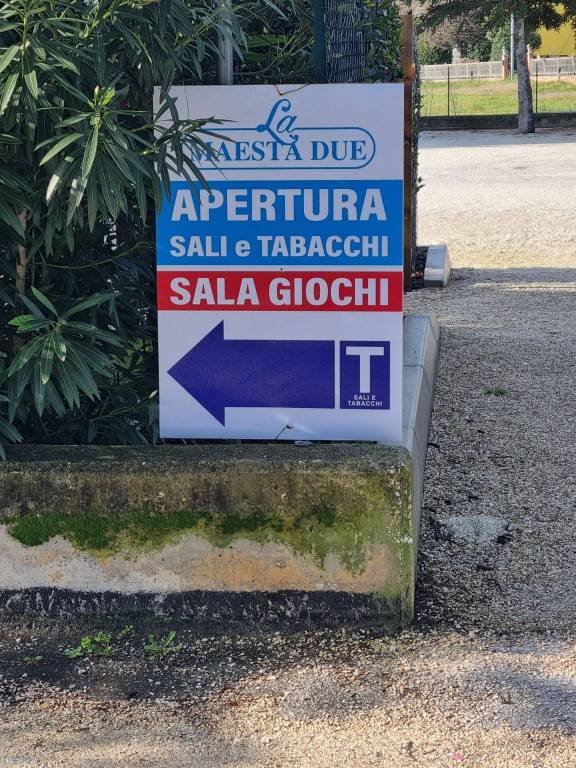 La
MAESTÀ DUE
APERTURA
SALI e TABACCHI
SALA GIOCHI
T
SALI E
TABACCHI